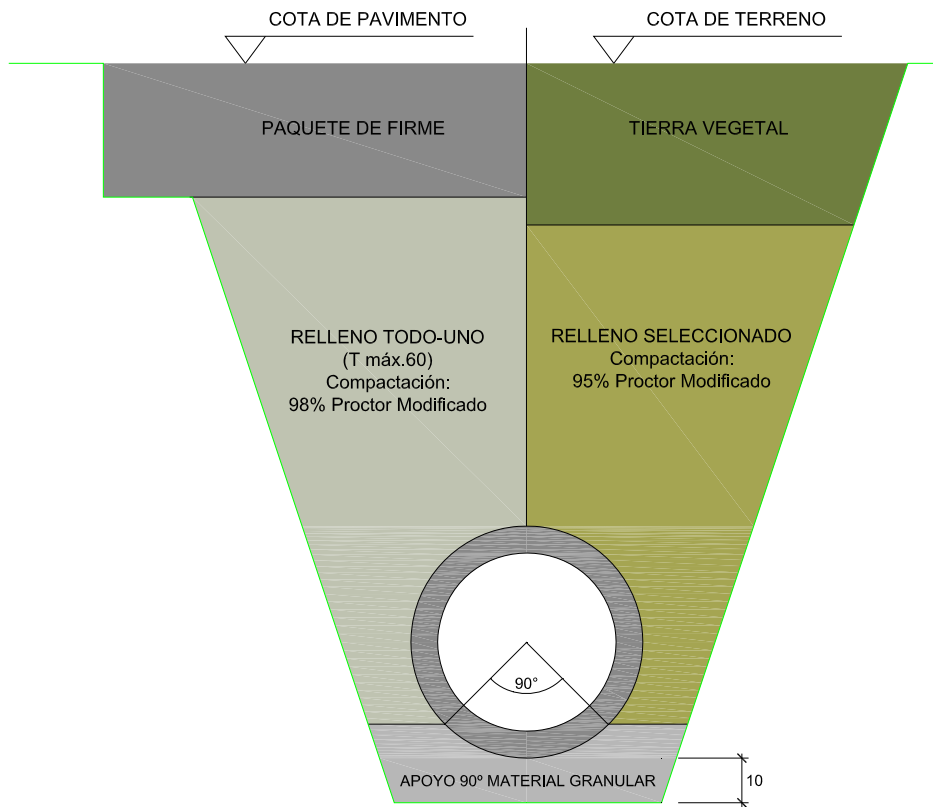 COTA DE PAVIMENTO
COTA DE TERRENO
PAQUETE DE FIRME
TIERRA VEGETAL
RELLENO TODO-UNO
(T máx.60)
Compactación:
98% Proctor Modificado
RELLENO SELECCIONADO
Compactación:
95% Proctor Modificado
90°
APOYO 90º MATERIAL GRANULAR
10